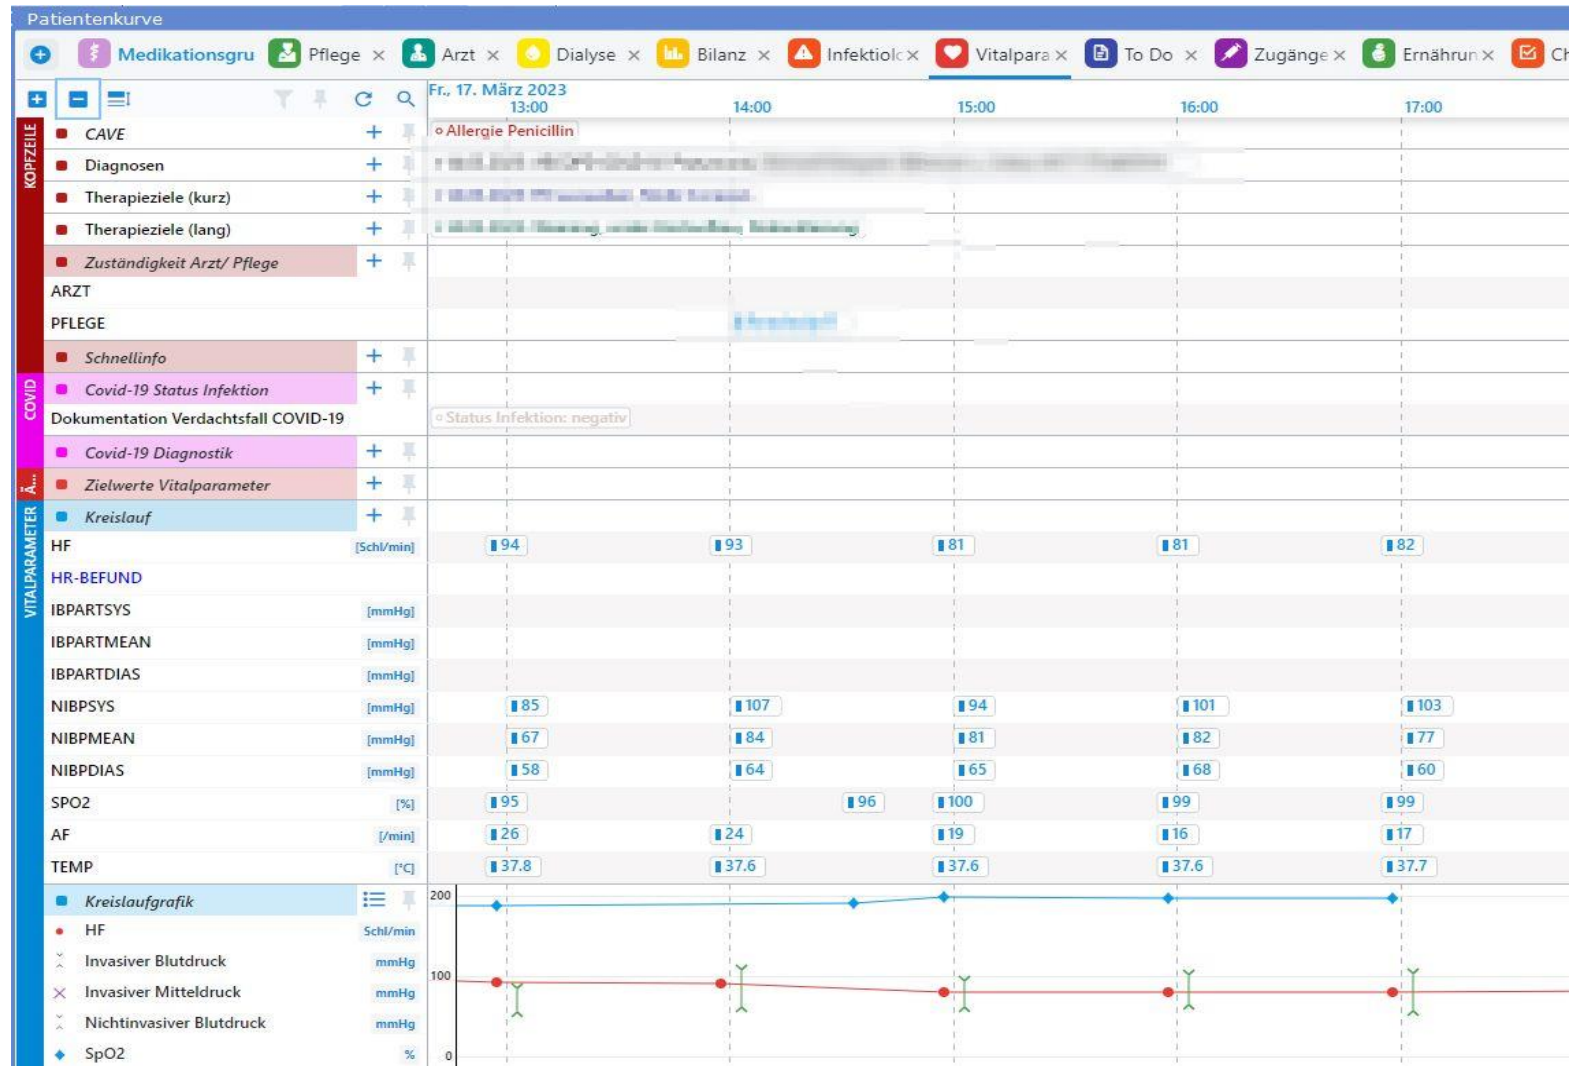 Patientenkurve
Medikationsgru Pflege × Arzt × Dialyse × Bilanz × Infektiolc × Vitalpara × To Do × Zugänge × Ernährun × Ch
Fr., 17. März 2023
13:00 14:00 15:00 16:00 17:00
KOPFZEILE
CAVE + Allergie Penicillin
Diagnosen +
Therapieziele (kurz) +
Therapieziele (lang) +
Zuständigkeit Arzt/ Pflege +
ARZT
PFLEGE
Schnellinfo +
COVID
Covid-19 Status Infektion +
Dokumentation Verdachtsfall COVID-19 Status Infektion: negativ
Covid-19 Diagnostik +
Ä...
Zielwerte Vitalparameter +
VITALPARAMETER
Kreislauf +
HF [Schl/min] 94 93 81 81 82
HR-BEFUND
IBPARTSYS [mmHg]
IBPARTMEAN [mmHg]
IBPARTDIAS [mmHg]
NIBPSYS [mmHg] 85 107 94 101 103
NIBPMEAN [mmHg] 67 84 81 82 77
NIBPDIAS [mmHg] 58 64 65 68 60
SPO2 [%] 95 96 100 99 99
AF [/min] 26 24 19 16 17
TEMP [°C] 37.8 37.6 37.6 37.6 37.7
Kreislaufgrafik 200
HF Schl/min
Invasiver Blutdruck mmHg
100
Invasiver Mitteldruck mmHg
Nichtinvasiver Blutdruck mmHg
SpO2 % 0